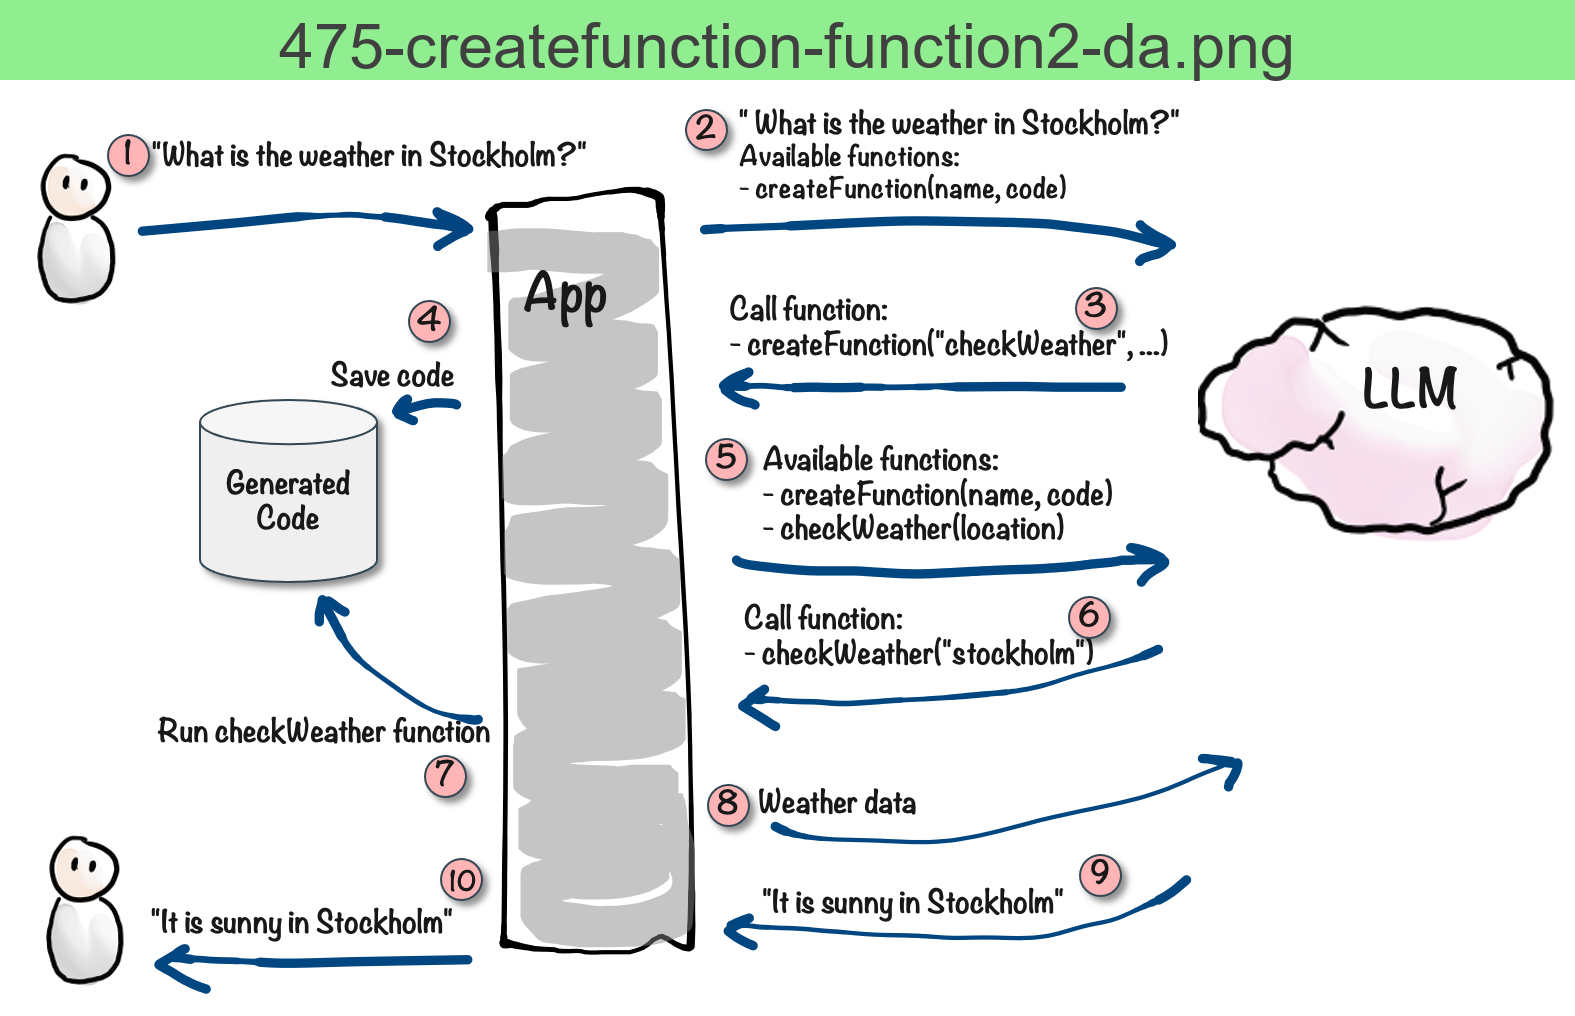 475-createfunction-function2-da.png
1
"What is the weather in Stockholm?"
2
" What is the weather in Stockholm?"
Available functions:
- createFunction(name, code)
App
3
Call function:
- createFunction("checkWeather", ...)
LLM
4
Save code
Generated
Code
5
Available functions:
- createFunction(name, code)
- checkWeather(location)
6
Call function:
- checkWeather("stockholm")
Run checkWeather function
7
8
Weather data
9
"It is sunny in Stockholm"
10
"It is sunny in Stockholm"